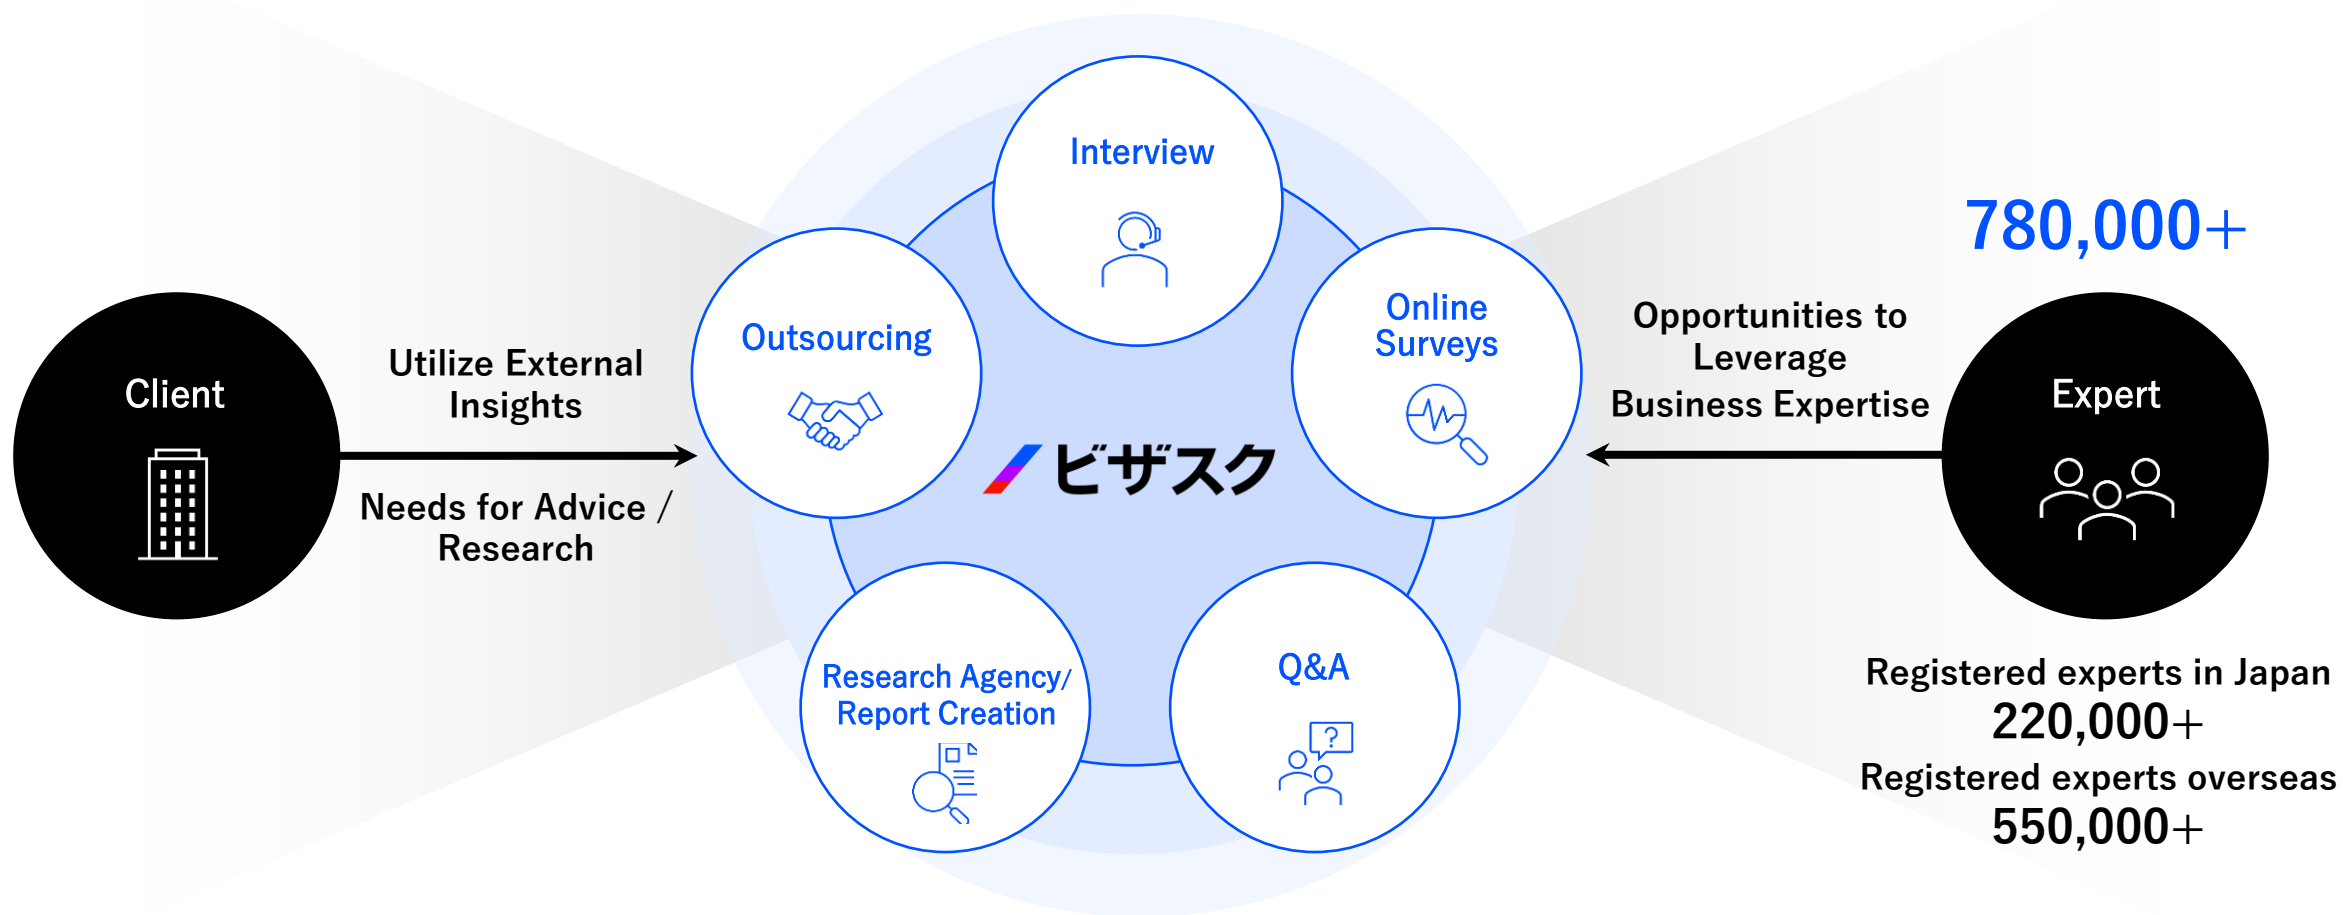 Client
Utilize External
Insights
Needs for Advice /
Research
Interview
Outsourcing
Online
Surveys
ビザスク
Research Agency/
Report Creation
Q&A
?
Opportunities to
Leverage
Business Expertise
780,000+
Expert
Registered experts in Japan
220,000+
Registered experts overseas
550,000+